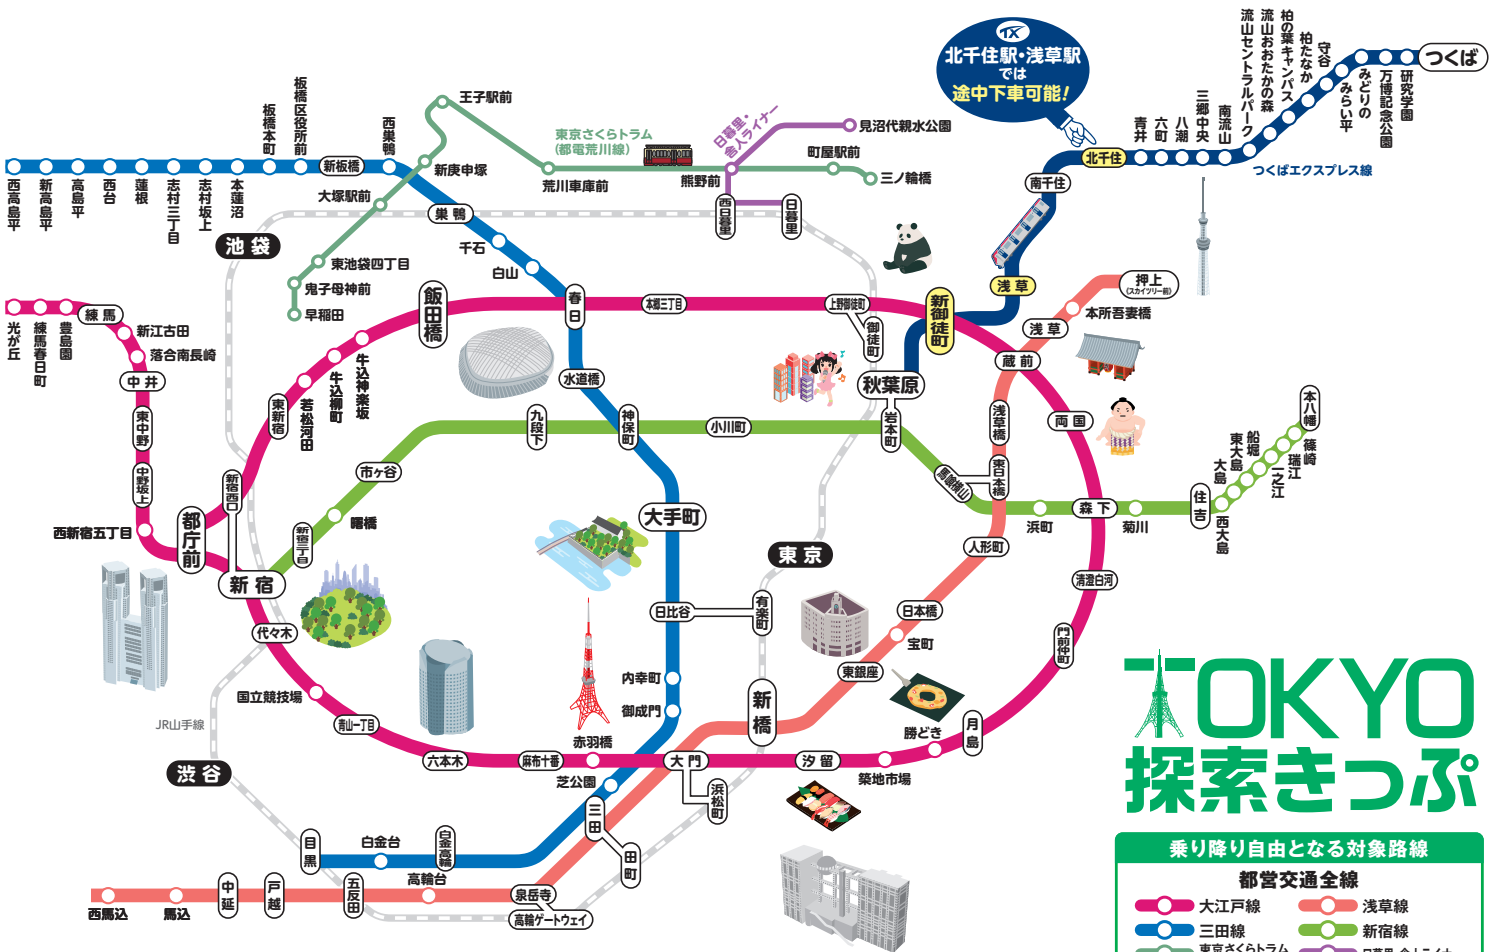 北千住駅・浅草駅
では
途中下車可能!
つくば
研究学園
万博記念公園
みどりの
みらい平
守谷
柏たなか
柏の葉キャンパス
流山おおたかの森
流山セントラルパーク
南流山
三郷中央
八潮
六町
青井
北千住
つくばエクスプレス線
南千住
浅草
新御徒町
秋葉原
王子駅前
東京さくらトラム
(都電荒川線)
日暮里・
舎人ライナー
見沼代親水公園
町屋駅前
三ノ輪橋
熊野前
荒川車庫前
西日暮里
日暮里
新庚申塚
大塚駅前
東池袋四丁目
鬼子母神前
早稲田
西高島平
新高島平
高島平
西台
蓮根
志村三丁目
志村坂上
本蓮沼
板橋本町
板橋区役所前
新板橋
西巣鴨
巣鴨
千石
白山
春日
水道橋
神保町
大手町
日比谷
有楽町
内幸町
御成門
芝公園
三田
田町
白金高輪
白金台
目黒
池袋
光が丘
練馬春日町
豊島園
練馬
新江古田
落合南長崎
中井
東中野
中野坂上
西新宿五丁目
都庁前
新宿西口
新宿
東新宿
若松河田
牛込柳町
牛込神楽坂
飯田橋
本郷三丁目
上野御徒町
御徒町
蔵前
両国
森下
清澄白河
門前仲町
月島
勝どき
築地市場
汐留
大門
浜松町
赤羽橋
麻布十番
六本木
青山一丁目
国立競技場
代々木
JR山手線
渋谷
新宿三丁目
曙橋
市ヶ谷
九段下
小川町
岩本町
馬喰横山
浜町
菊川
住吉
西大島
大島
東大島
船堀
一之江
瑞江
篠崎
本八幡
押上
(スカイツリー前)
本所吾妻橋
浅草
浅草橋
東日本橋
人形町
日本橋
宝町
東銀座
新橋
東京
泉岳寺
高輪ゲートウェイ
高輪台
五反田
戸越
中延
馬込
西馬込
TOKYO
探索きっぷ
乗り降り自由となる対象路線
都営交通全線
大江戸線
浅草線
三田線
新宿線
東京さくらトラム